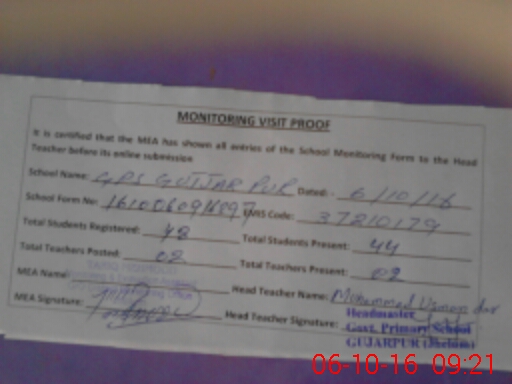 MONITORING VISIT PROOF
It is certified that the MEA has shown all entries of the School Monitoring Form to the Head
Teacher before its online submission
School Name: GPS GUJJAR PUR Dated: - 6/10/16
School Form No: EMIS Code: 37210179
Total Students Registered: 48 Total Students Present: 44
Total Teachers Posted: 02 Total Teachers Present: 02
MEA Name: Head Teacher Name: Mohammad Usman dar
MEA Signature: Head Teacher Signature:
Headmaster
Govt. Primary School
GUJARPUR (Jhelum)
06-10-16 09:21